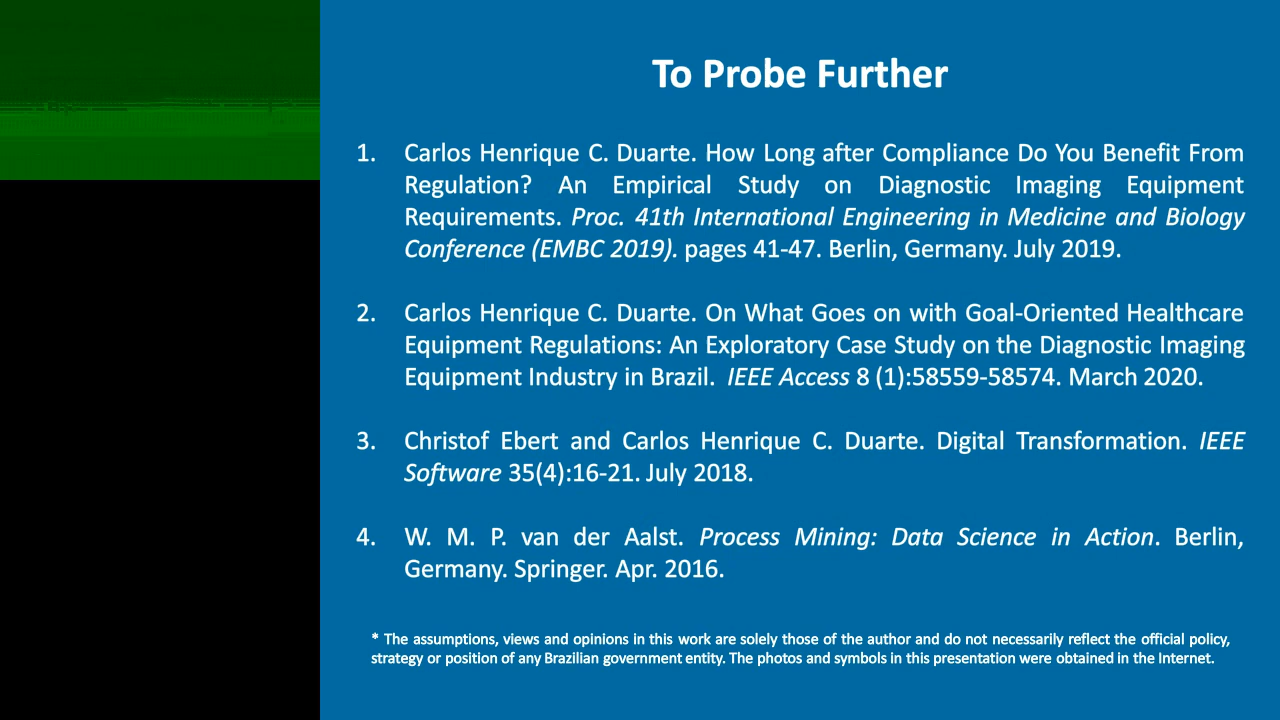 To Probe Further
1. Carlos Henrique C. Duarte. How Long after Compliance Do You Benefit From
Regulation? An Empirical Study on Diagnostic Imaging Equipment
Requirements. Proc. 41th International Engineering in Medicine and Biology
Conference (EMBC 2019). pages 41-47. Berlin, Germany. July 2019.
2. Carlos Henrique C. Duarte. On What Goes on with Goal-Oriented Healthcare
Equipment Regulations: An Exploratory Case Study on the Diagnostic Imaging
Equipment Industry in Brazil. IEEE Access 8 (1):58559-58574. March 2020.
3. Christof Ebert and Carlos Henrique C. Duarte. Digital Transformation. IEEE
Software 35(4):16-21. July 2018.
4. W. M. P. van der Aalst. Process Mining: Data Science in Action. Berlin,
Germany. Springer. Apr. 2016.
* The assumptions, views and opinions in this work are solely those of the author and do not necessarily reflect the official policy,
strategy or position of any Brazilian government entity. The photos and symbols in this presentation were obtained in the Internet.